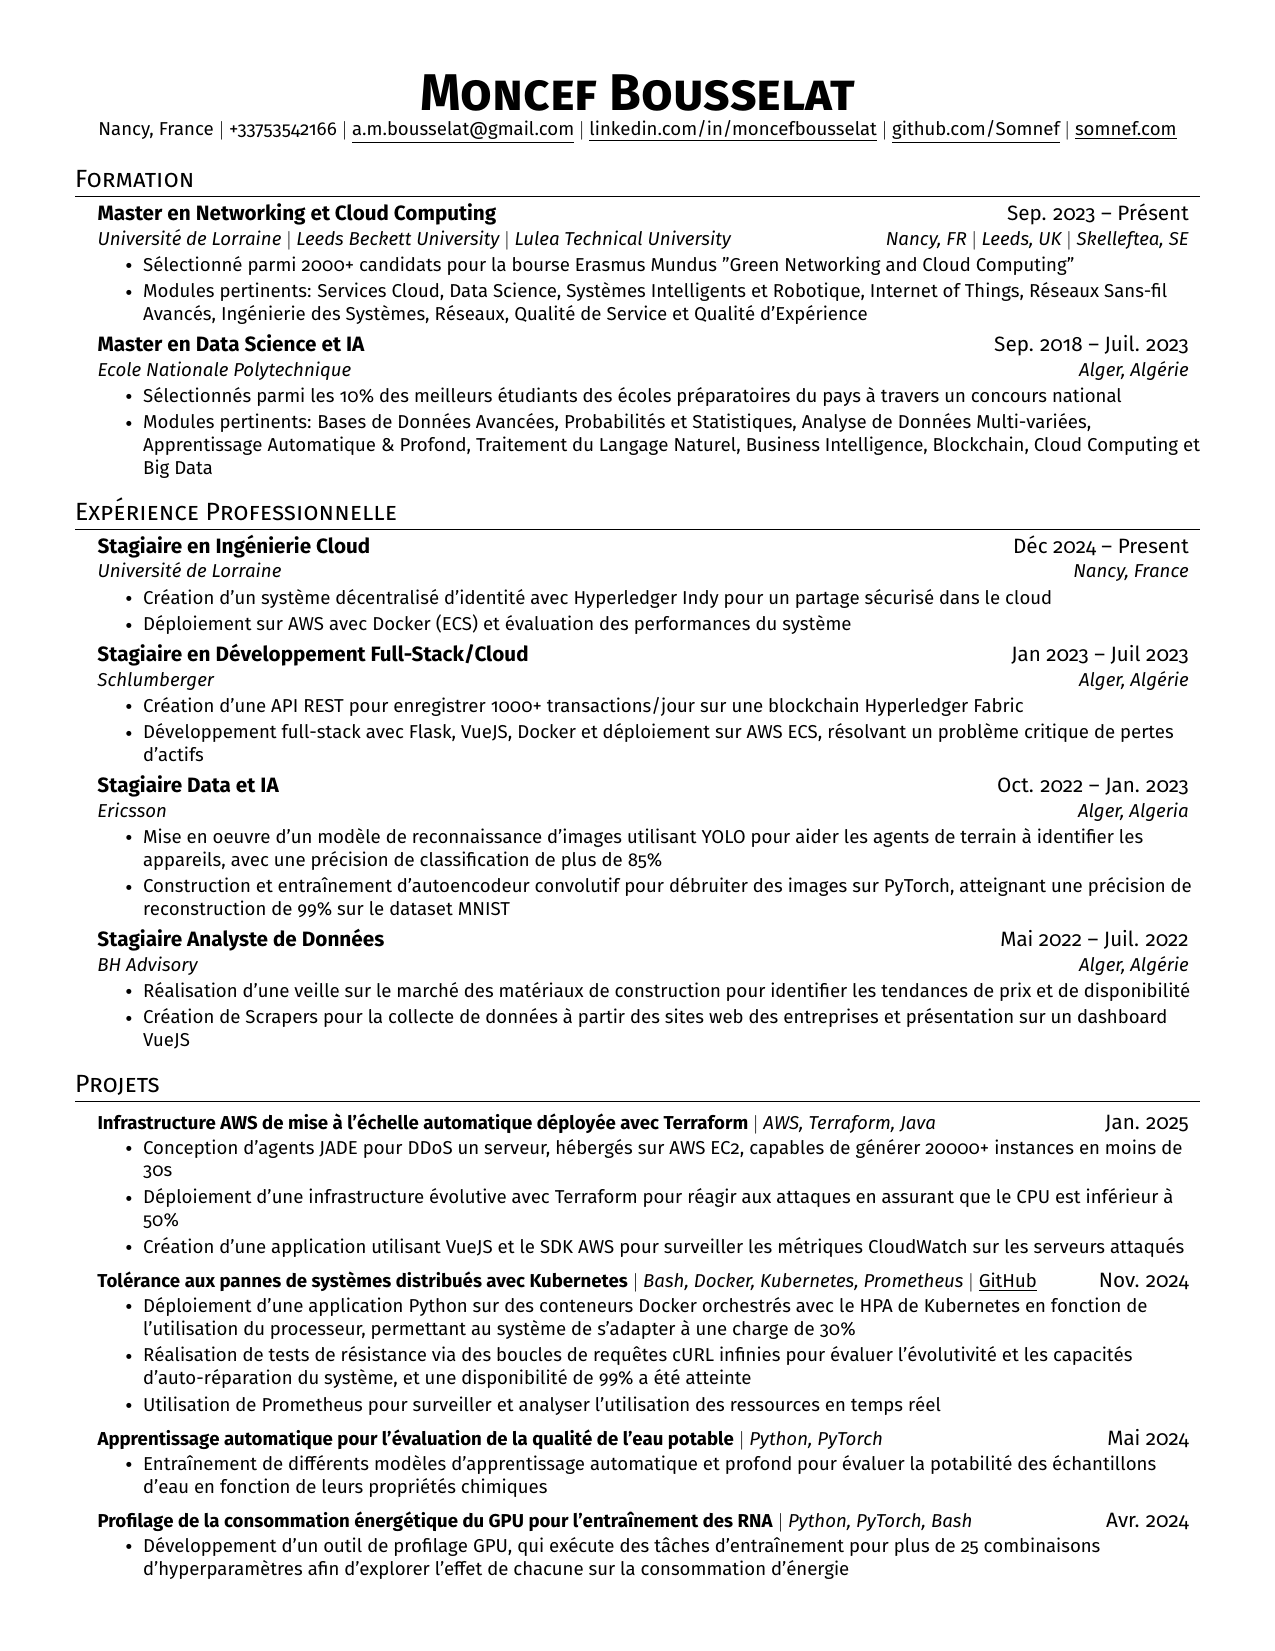 Moncef Bousselat
Nancy, France | +33753542166 | a.m.bousselat@gmail.com | linkedin.com/in/moncefbousselat | github.com/Somnef | somnef.com
Formation
Master en Networking et Cloud Computing Sep. 2023 – Présent
Université de Lorraine | Leeds Beckett University | Lulea Technical University Nancy, FR | Leeds, UK | Skelleftea, SE
• Sélectionné parmi 2000+ candidats pour la bourse Erasmus Mundus ”Green Networking and Cloud Computing”
• Modules pertinents: Services Cloud, Data Science, Systèmes Intelligents et Robotique, Internet of Things, Réseaux Sans-fil
Avancés, Ingénierie des Systèmes, Réseaux, Qualité de Service et Qualité d’Expérience
Master en Data Science et IA Sep. 2018 – Juil. 2023
Ecole Nationale Polytechnique Alger, Algérie
• Sélectionnés parmi les 10% des meilleurs étudiants des écoles préparatoires du pays à travers un concours national
• Modules pertinents: Bases de Données Avancées, Probabilités et Statistiques, Analyse de Données Multi-variées,
Apprentissage Automatique & Profond, Traitement du Langage Naturel, Business Intelligence, Blockchain, Cloud Computing et
Big Data
Expérience Professionnelle
Stagiaire en Ingénierie Cloud Déc 2024 – Present
Université de Lorraine Nancy, France
• Création d’un système décentralisé d’identité avec Hyperledger Indy pour un partage sécurisé dans le cloud
• Déploiement sur AWS avec Docker (ECS) et évaluation des performances du système
Stagiaire en Développement Full-Stack/Cloud Jan 2023 – Juil 2023
Schlumberger Alger, Algérie
• Création d’une API REST pour enregistrer 1000+ transactions/jour sur une blockchain Hyperledger Fabric
• Développement full-stack avec Flask, VueJS, Docker et déploiement sur AWS ECS, résolvant un problème critique de pertes
d’actifs
Stagiaire Data et IA Oct. 2022 – Jan. 2023
Ericsson Alger, Algeria
• Mise en oeuvre d’un modèle de reconnaissance d’images utilisant YOLO pour aider les agents de terrain à identifier les
appareils, avec une précision de classification de plus de 85%
• Construction et entraînement d’autoencodeur convolutif pour débruiter des images sur PyTorch, atteignant une précision de
reconstruction de 99% sur le dataset MNIST
Stagiaire Analyste de Données Mai 2022 – Juil. 2022
BH Advisory Alger, Algérie
• Réalisation d’une veille sur le marché des matériaux de construction pour identifier les tendances de prix et de disponibilité
• Création de Scrapers pour la collecte de données à partir des sites web des entreprises et présentation sur un dashboard
VueJS
Projets
Infrastructure AWS de mise à l’échelle automatique déployée avec Terraform | AWS, Terraform, Java Jan. 2025
• Conception d’agents JADE pour DDoS un serveur, hébergés sur AWS EC2, capables de générer 20000+ instances en moins de
30s
• Déploiement d’une infrastructure évolutive avec Terraform pour réagir aux attaques en assurant que le CPU est inférieur à
50%
• Création d’une application utilisant VueJS et le SDK AWS pour surveiller les métriques CloudWatch sur les serveurs attaqués
Tolérance aux pannes de systèmes distribués avec Kubernetes | Bash, Docker, Kubernetes, Prometheus | GitHub Nov. 2024
• Déploiement d’une application Python sur des conteneurs Docker orchestrés avec le HPA de Kubernetes en fonction de
l’utilisation du processeur, permettant au système de s’adapter à une charge de 30%
• Réalisation de tests de résistance via des boucles de requêtes cURL infinies pour évaluer l’évolutivité et les capacités
d’auto-réparation du système, et une disponibilité de 99% a été atteinte
• Utilisation de Prometheus pour surveiller et analyser l’utilisation des ressources en temps réel
Apprentissage automatique pour l’évaluation de la qualité de l’eau potable | Python, PyTorch Mai 2024
• Entraînement de différents modèles d’apprentissage automatique et profond pour évaluer la potabilité des échantillons
d’eau en fonction de leurs propriétés chimiques
Profilage de la consommation énergétique du GPU pour l’entraînement des RNA | Python, PyTorch, Bash Avr. 2024
• Développement d’un outil de profilage GPU, qui exécute des tâches d’entraînement pour plus de 25 combinaisons
d’hyperparamètres afin d’explorer l’effet de chacune sur la consommation d’énergie